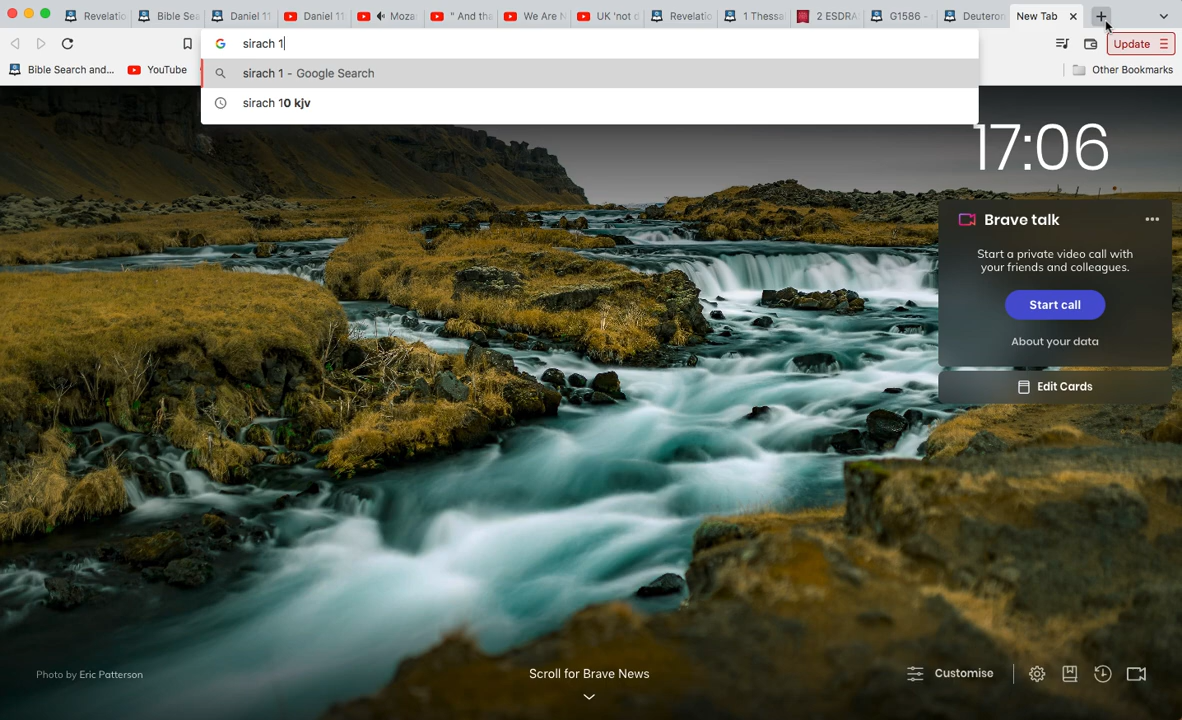 Revelatio
Bible Sea
Daniel 11
Daniel 11
Moza
" And tha
We Are N
UK 'not d
Revelatio
1 Thessa
2 ESDRA
G1586 -
Deuteron
New Tab
sirach 1
Update
sirach 1 - Google Search
sirach 10 kjv
Bible Search and...
YouTube
Other Bookmarks
17:06
Brave talk
Start a private video call with
your friends and colleagues.
Start call
About your data
Edit Cards
Photo by Eric Patterson
Scroll for Brave News
Customise